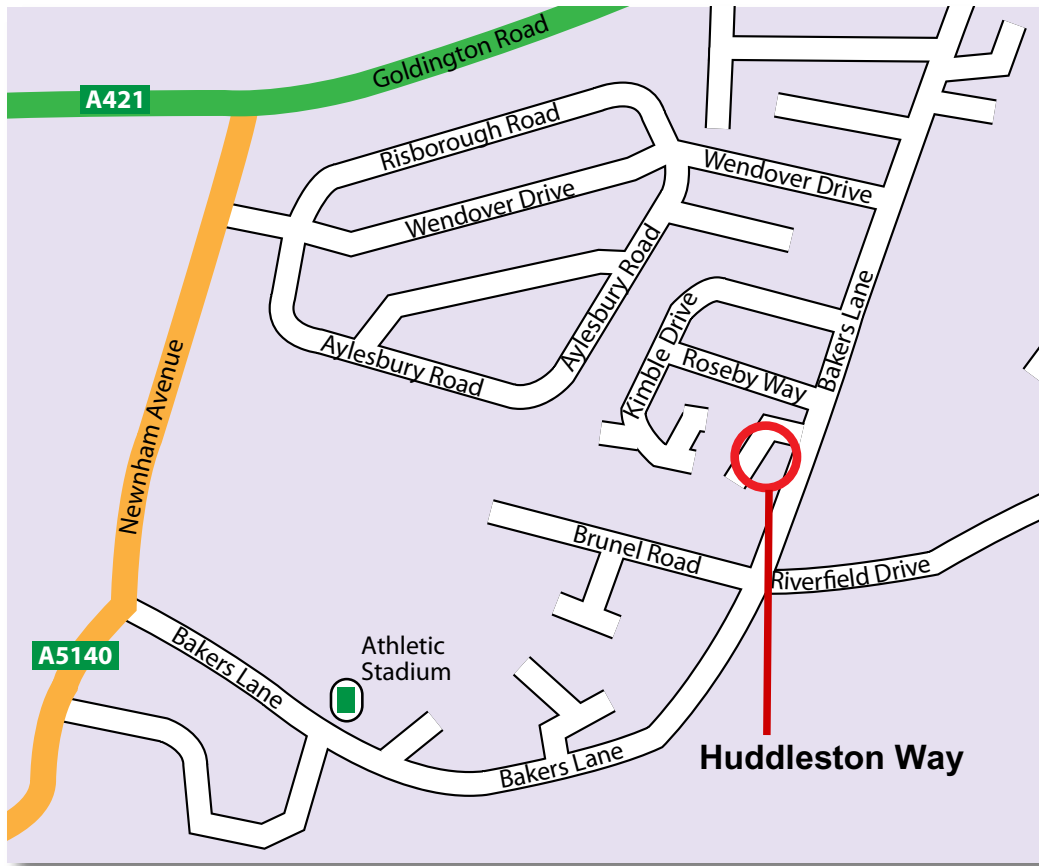 Goldington Road
A421
Risborough Road
Wendover Drive
Wendover Drive
Aylesbury Road
Bakers Lane
Kimble Drive
Newnham Avenue
Aylesbury Road
Roseby Way
Brunel Road
Riverfield Drive
Bakers Lane
Athletic
Stadium
A5140
Bakers Lane
Huddleston Way